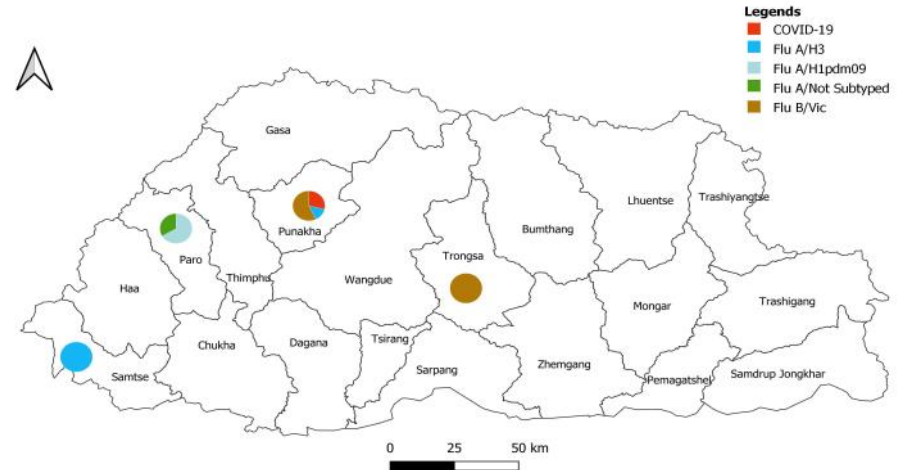 Legends
COVID-19
Flu A/H3
Flu A/H1pdm09
Flu A/Not Subtyped
Flu B/Vic
Gasa
Punakha
Paro
Thimphu
Haa
Wangdue
Trongsa
Bumthang
Lhuentse
Trashiyangtse
Mongar
Trashigang
Samtse
Chukha
Dagana
Tsirang
Sarpang
Zhemgang
Pemagatshel
Samdrup Jongkhar
0 25 50 km